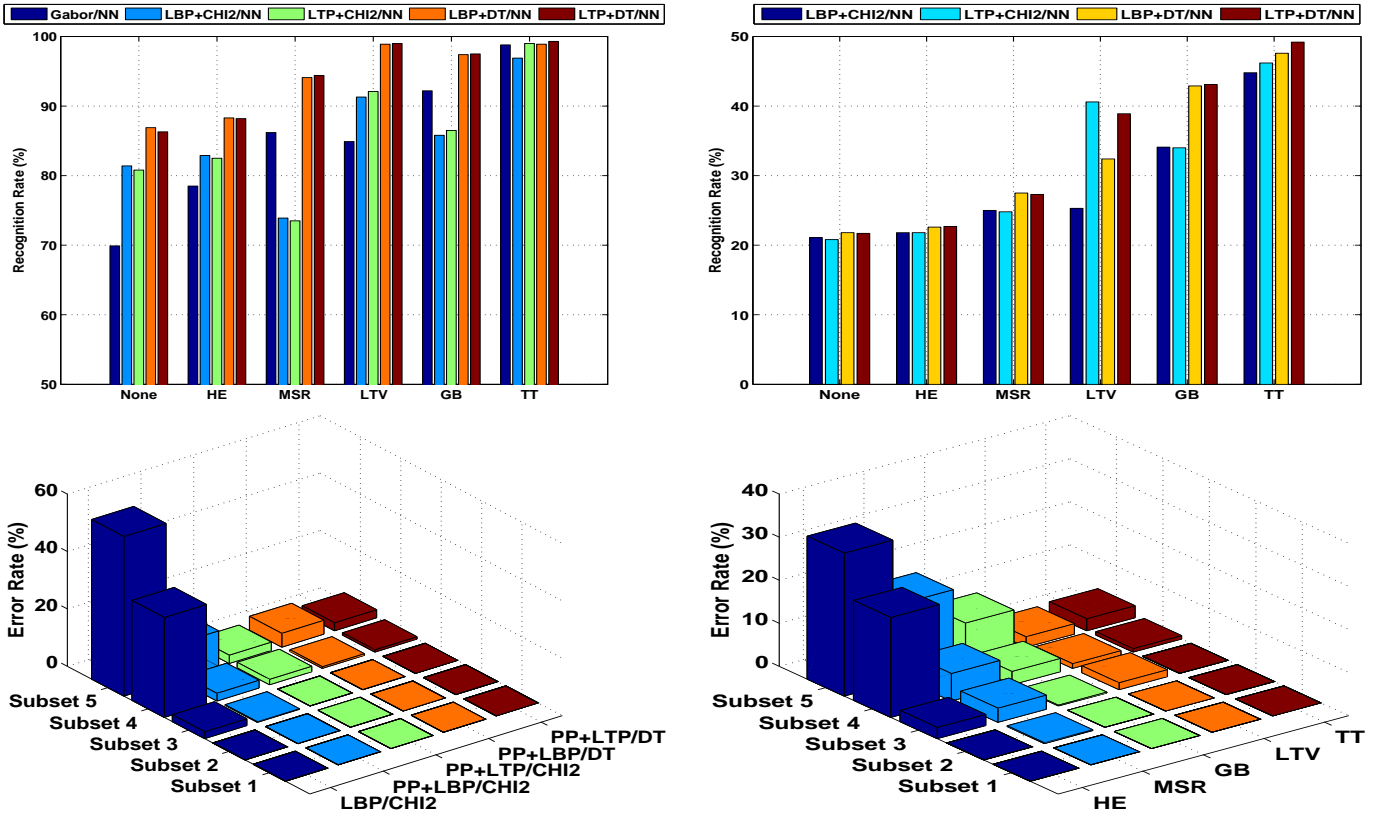 Gabor/NN LBP+CHI2/NN LTP+CHI2/NN LBP+DT/NN LTP+DT/NN
Recognition Rate (%)
100
90
80
70
60
50
None HE MSR LTV GB TT
LBP+CHI2/NN LTP+CHI2/NN LBP+DT/NN LTP+DT/NN
Recognition Rate (%)
50
40
30
20
10
0
None HE MSR LTV GB TT
Error Rate (%)
60
40
20
0
Subset 5
Subset 4
Subset 3
Subset 2
Subset 1
PP+LTP/DT
PP+LBP/DT
PP+LTP/CHI2
PP+LBP/CHI2
LBP/CHI2
Error Rate (%)
40
30
20
10
0
Subset 5
Subset 4
Subset 3
Subset 2
Subset 1
TT
LTV
GB
MSR
HE